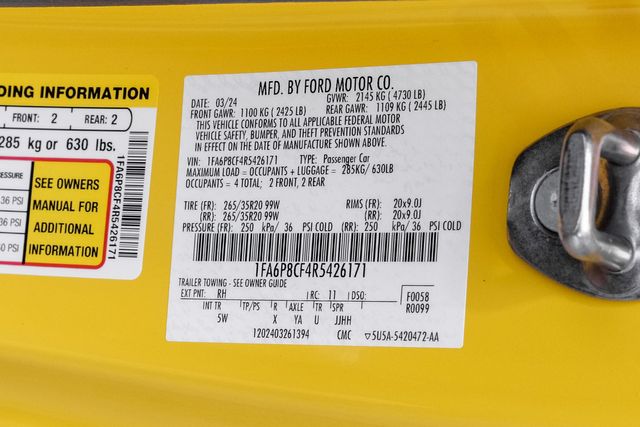 DING INFORMATION
FRONT: 2 REAR: 2
285 kg or 630 lbs.
ESSURE
36 PSI
36 PSI
60 PSI
SEE OWNERS
MANUAL FOR
ADDITIONAL
INFORMATION
1FA6P8CF4R5426171
MFD. BY FORD MOTOR CO.
DATE: 03/24 GVWR: 2145 KG ( 4730 LB)
FRONT GAWR: 1100 KG ( 2425 LB) REAR GAWR: 1109 KG ( 2445 LB)
THIS VEHICLE CONFORMS TO ALL APPLICABLE FEDERAL MOTOR
VEHICLE SAFETY, BUMPER, AND THEFT PREVENTION STANDARDS
IN EFFECT ON THE DATE OF MANUFACTURE SHOWN ABOVE.
VIN: 1FA6P8CF4R5426171 TYPE: Passenger Car
MAXIMUM LOAD = OCCUPANTS + LUGGAGE = 285KG/ 630LB
OCCUPANTS = 4 TOTAL; 2 FRONT, 2 REAR
TIRE (FR): 265/35R20 99W RIMS (FR): 20x9.0J
(RR): 265/35R20 99W (RR): 20x9.0J
PRESSURE (FR): 250 kPa/ 36 PSI COLD (RR): 250 kPa/ 36 PSI COLD
1FA6P8CF4R5426171
TRAILER TOWING - SEE OWNER GUIDE
EXT PNT: RH RC: 11 DSO: F0058
INT TR TP/PS R AXLE TR SPR R0099
5W X YA U JJHH
1202403261394 CMC 5U5A-5420472-AA